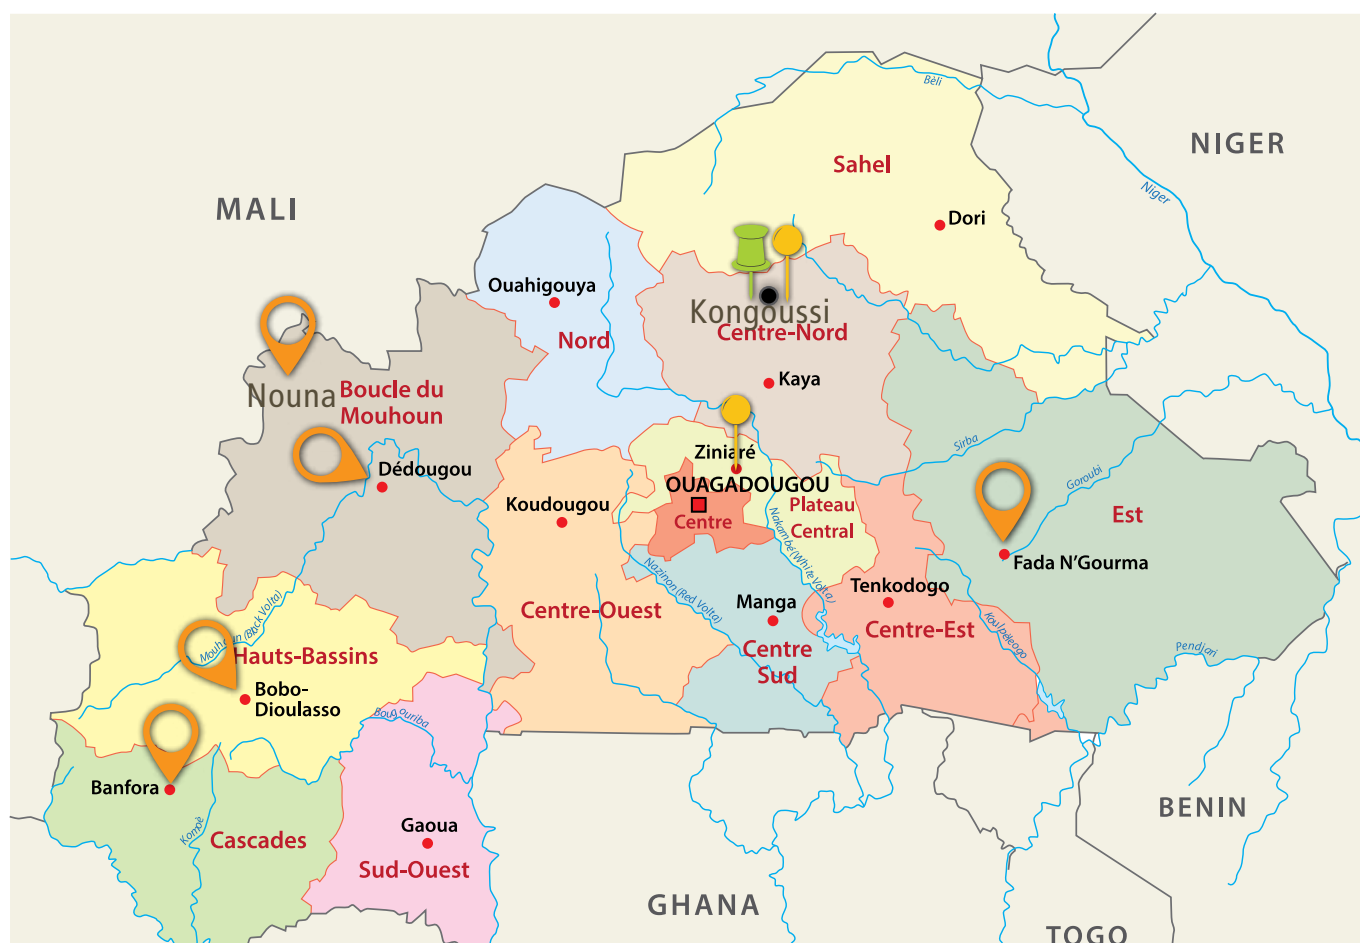 Bèli
NIGER
Sahel
Niger
MALI
Dori
Ouahigouya
Kongoussi
Centre-Nord
Nord
Kaya
Nouna
Boucle du
Mouhoun
Sirba
Ziniaré
Dédougou
Goroubi
OUAGADOUGOU
Koudougou
Plateau
Central
Centre
Est
Nakambé (White Volta)
Fada N'Gourma
Nazinon (Red Volta)
Tenkodogo
Manga
Centre-Ouest
Centre-Est
Koulpéleogo
Centre
Sud
Pendjari
Mouhoun (Black Volta)
Hauts-Bassins
Bobo-
Dioulasso
Bougouriba
Banfora
BENIN
Komoé
Gaoua
Cascades
Sud-Ouest
GHANA
TOGO